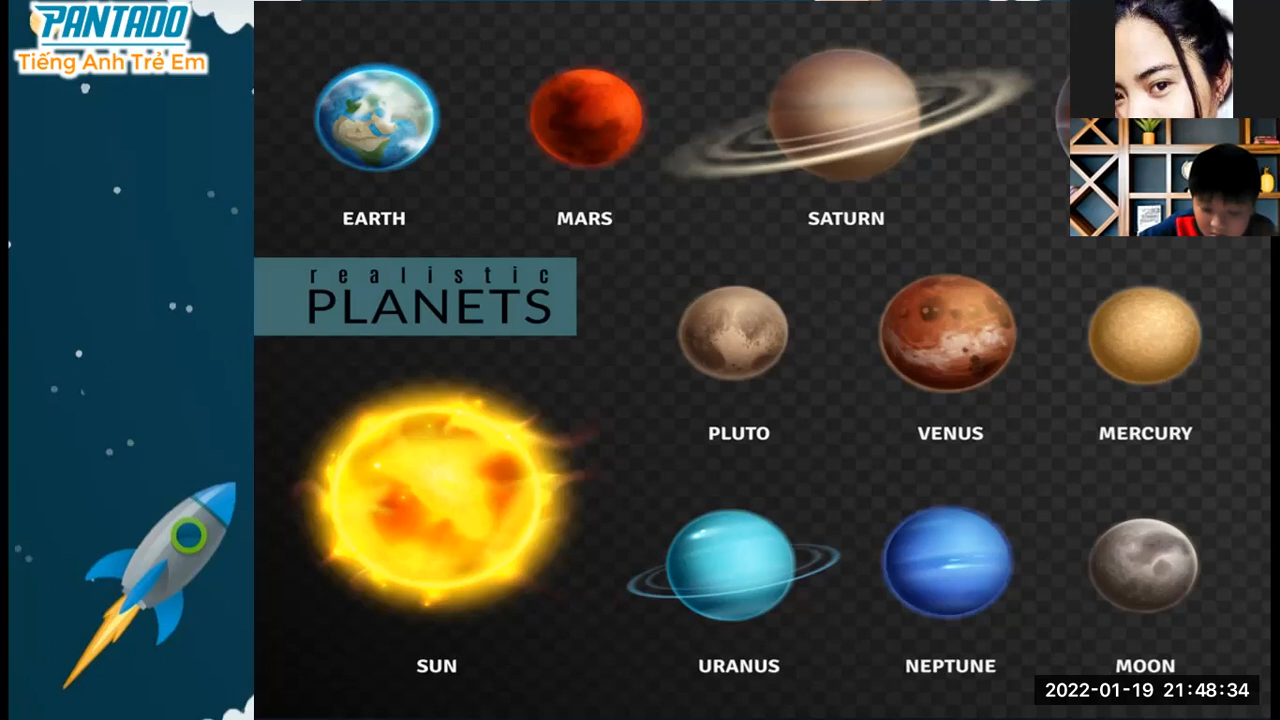 PANTADO
Tiếng Anh Trẻ Em
EARTH
MARS
SATURN
realistic
PLANETS
PLUTO
VENUS
MERCURY
SUN
URANUS
NEPTUNE
MOON
2022-01-19 21:48:34